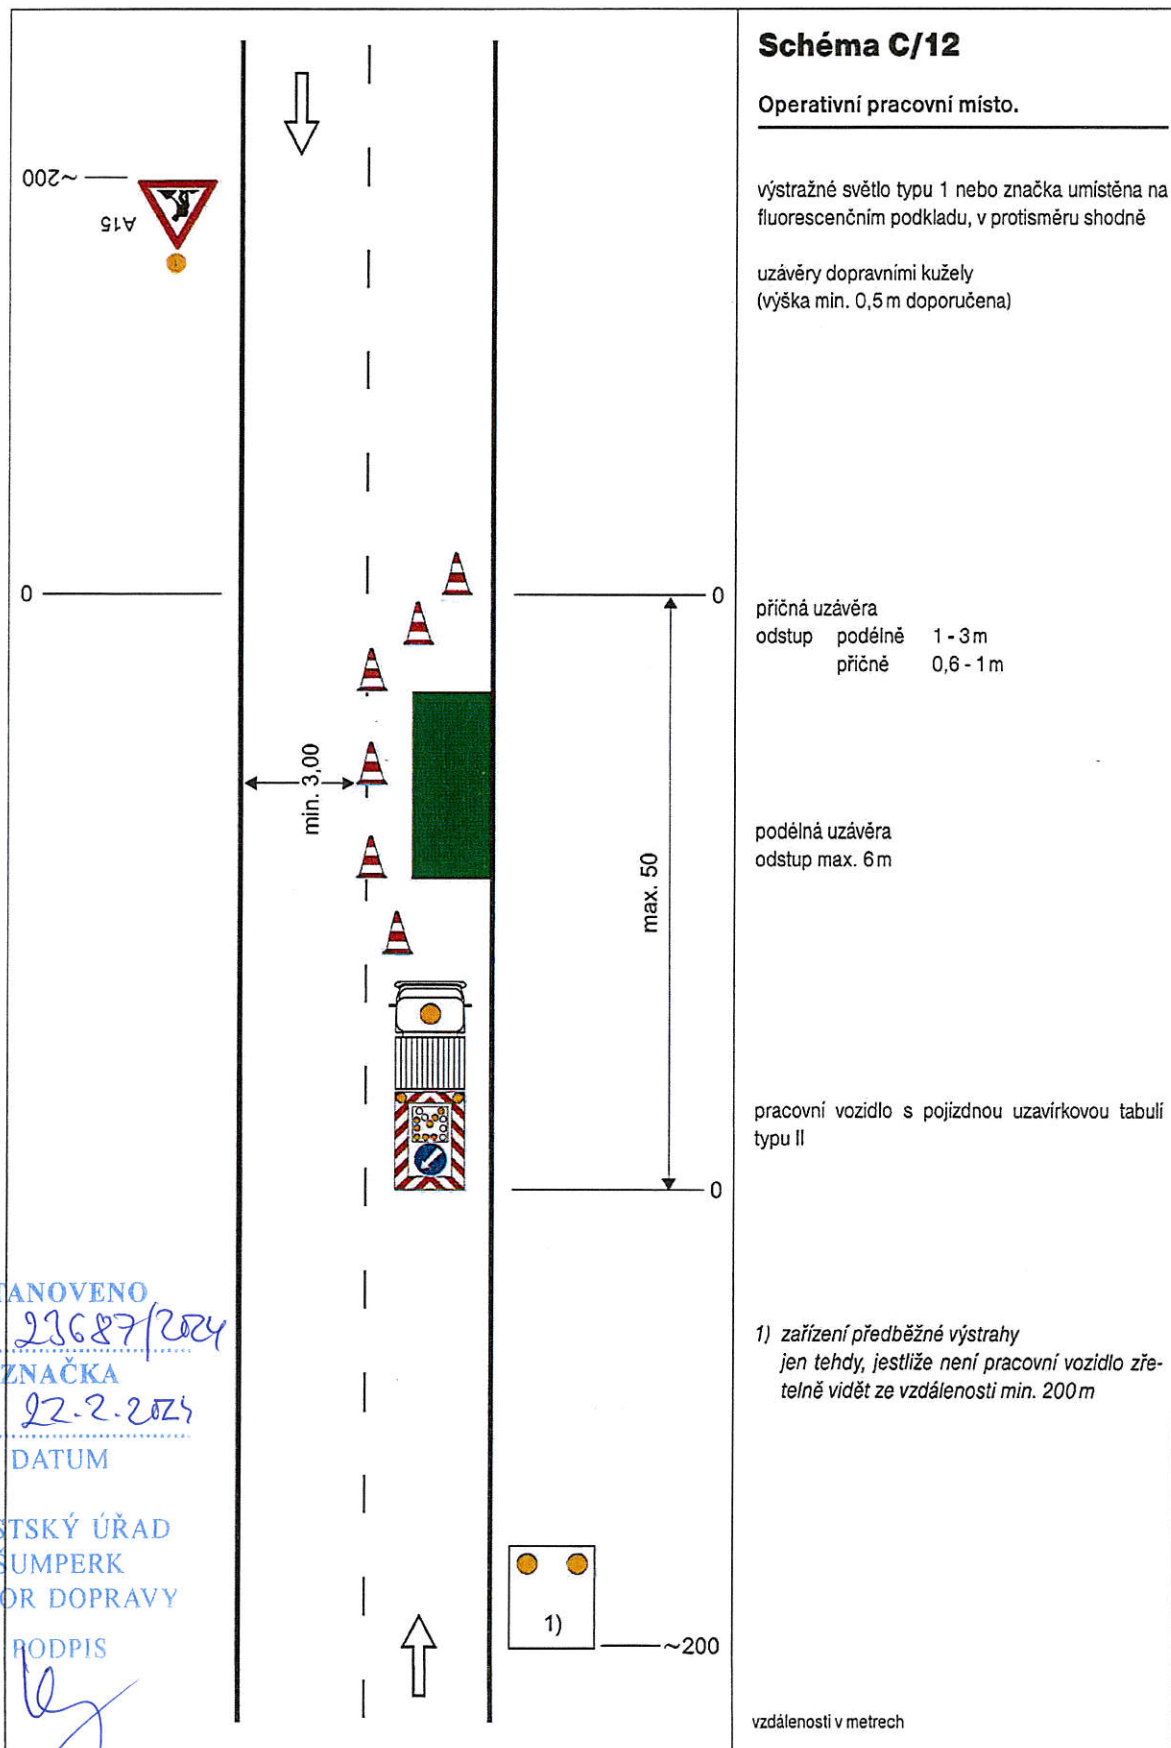 Schéma C/12
Operativní pracovní místo.
výstražné světlo typu 1 nebo značka umístěna na
fluorescenčním podkladu, v protisměru shodně
uzávěry dopravními kužely
(výška min. 0,5 m doporučena)
~200
A15
1
0
0
příčná uzávěra
odstup podélně 1 - 3 m
příčně 0,6 - 1 m
min. 3,00
max. 50
podélná uzávěra
odstup max. 6 m
pracovní vozidlo s pojízdnou uzavírkovou tabulí
typu II
0
TANOVENO
23687/2024
ZNAČKA
22.2.2024
DATUM
STSKÝ ÚŘAD
ŠUMPERK
OR DOPRAVY
PODPIS
1) zařízení předběžné výstrahy
jen tehdy, jestliže není pracovní vozidlo zře-
telně vidět ze vzdálenosti min. 200 m
1)
~200
vzdálenosti v metrech